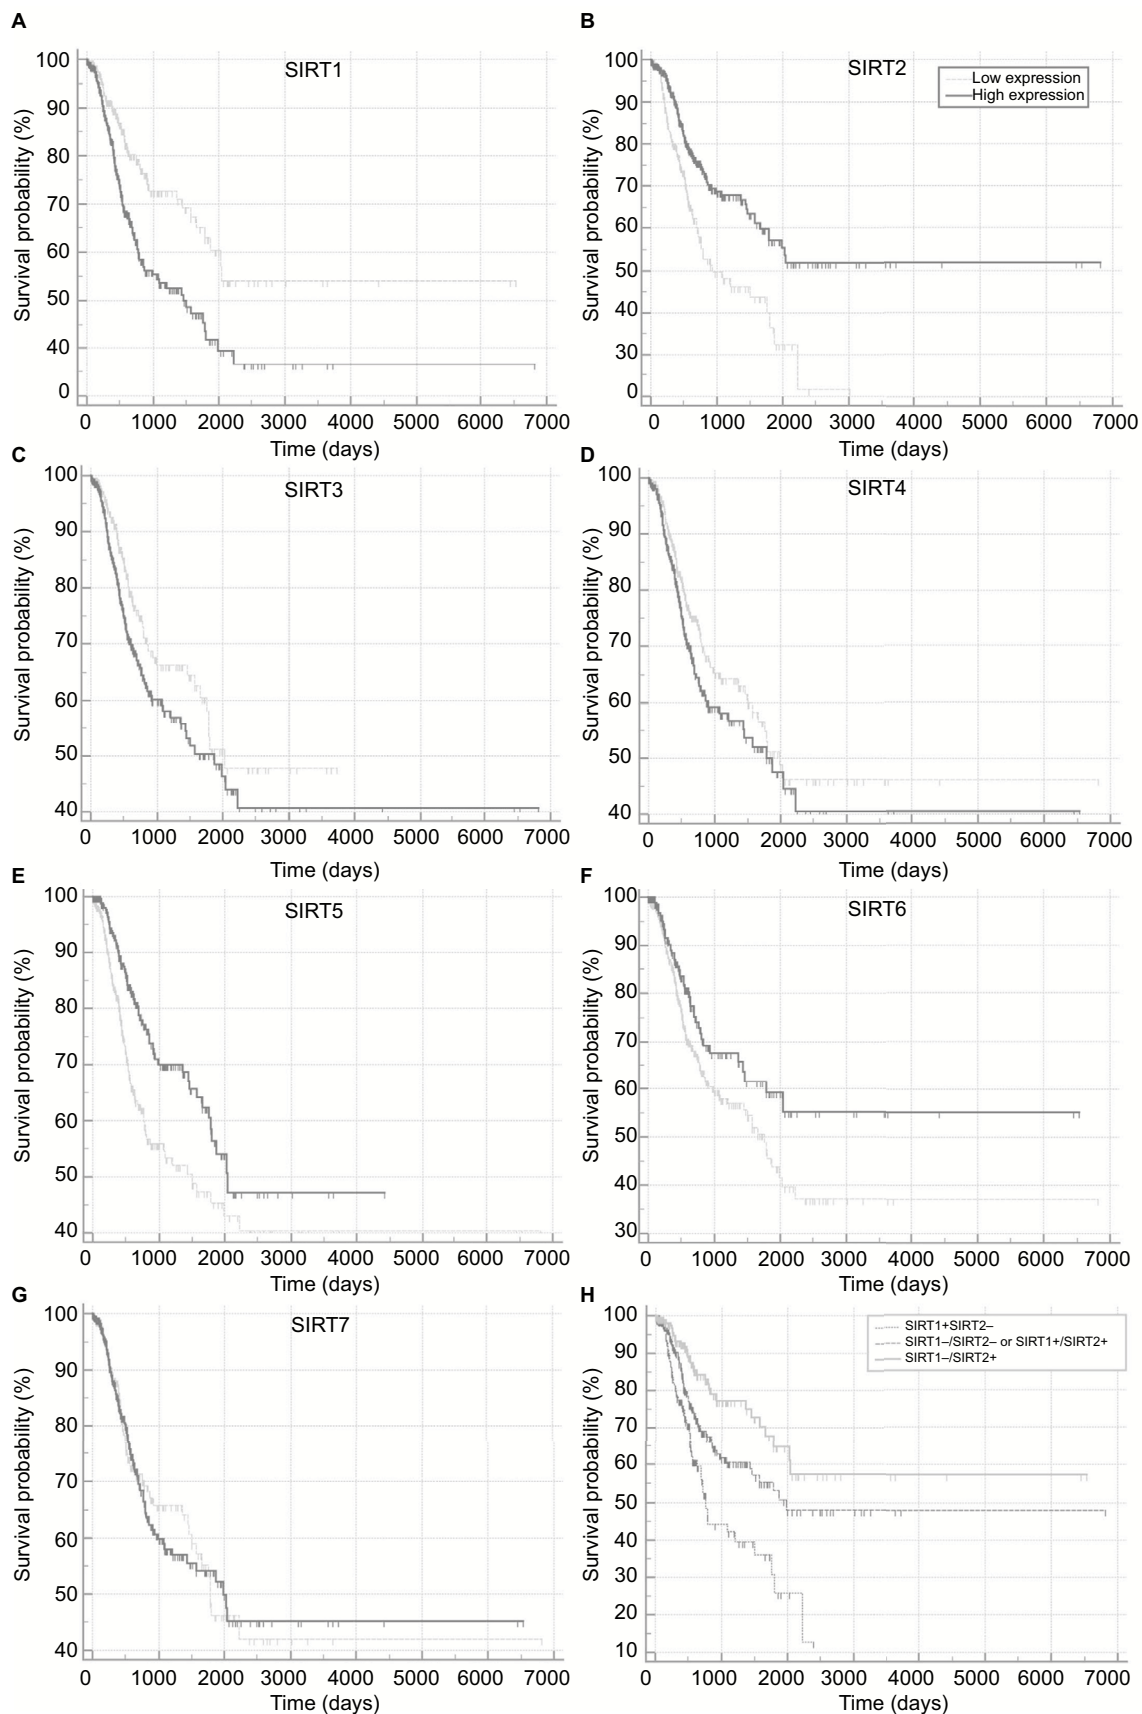 A
SIRT1
Survival probability (%)
100
90
80
70
60
50
40
0
0 1000 2000 3000 4000 5000 6000 7000
Time (days)
B
SIRT2
Low expression
High expression
Survival probability (%)
100
90
80
70
60
50
40
30
0
0 1000 2000 3000 4000 5000 6000 7000
Time (days)
C
SIRT3
Survival probability (%)
100
90
80
70
60
50
40
0 1000 2000 3000 4000 5000 6000 7000
Time (days)
D
SIRT4
Survival probability (%)
100
90
80
70
60
50
40
0 1000 2000 3000 4000 5000 6000 7000
Time (days)
E
SIRT5
Survival probability (%)
100
90
80
70
60
50
40
0 1000 2000 3000 4000 5000 6000 7000
Time (days)
F
SIRT6
Survival probability (%)
100
90
80
70
60
50
40
30
0 1000 2000 3000 4000 5000 6000 7000
Time (days)
G
SIRT7
Survival probability (%)
100
90
80
70
60
50
40
0 1000 2000 3000 4000 5000 6000 7000
Time (days)
H
SIRT1+SIRT2–
SIRT1–/SIRT2– or SIRT1+/SIRT2+
SIRT1–/SIRT2+
Survival probability (%)
100
90
80
70
60
50
40
30
20
10
0 1000 2000 3000 4000 5000 6000 7000
Time (days)